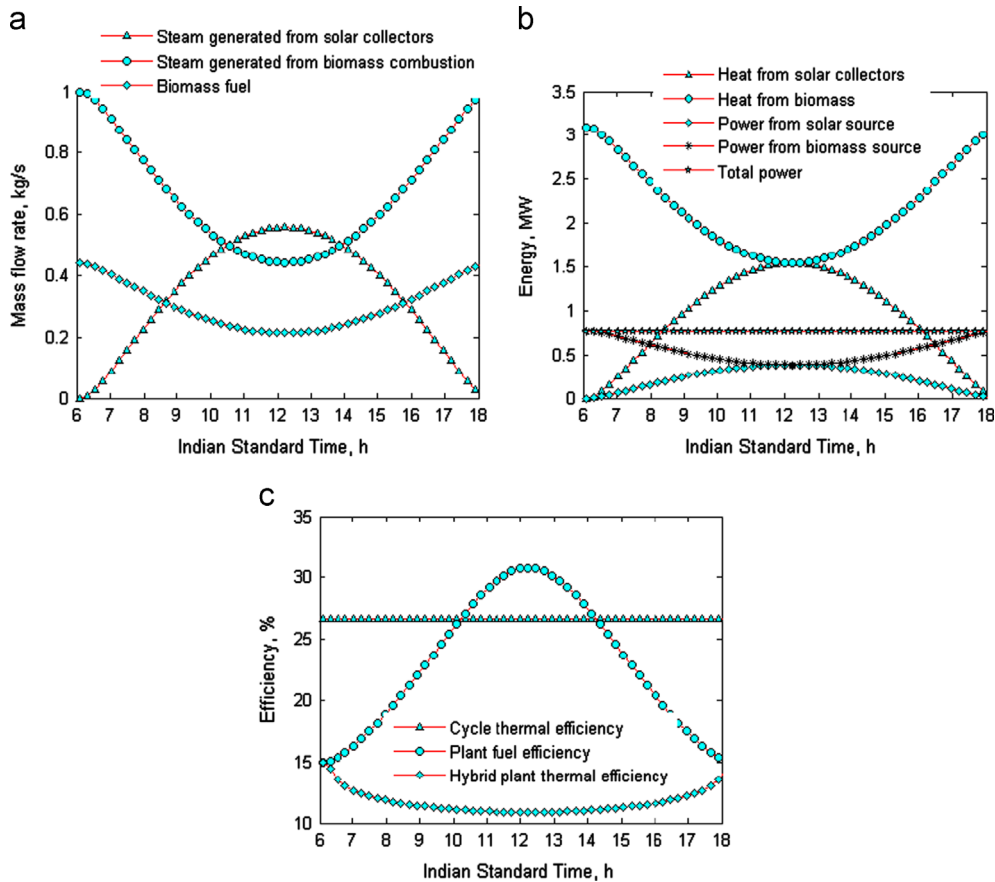 a
Steam generated from solar collectors
Steam generated from biomass combustion
Biomass fuel
Mass flow rate, kg/s
1
0.8
0.6
0.4
0.2
0
6 7 8 9 10 11 12 13 14 15 16 17 18
Indian Standard Time, h
b
Heat from solar collectors
Heat from biomass
Power from solar source
Power from biomass source
Total power
Energy, MW
3.5
3
2.5
2
1.5
1
0.5
0
6 7 8 9 10 11 12 13 14 15 16 17 18
Indian Standard Time, h
c
Efficiency, %
35
30
25
20
15
10
Cycle thermal efficiency
Plant fuel efficiency
Hybrid plant thermal efficiency
6 7 8 9 10 11 12 13 14 15 16 17 18
Indian Standard Time, h